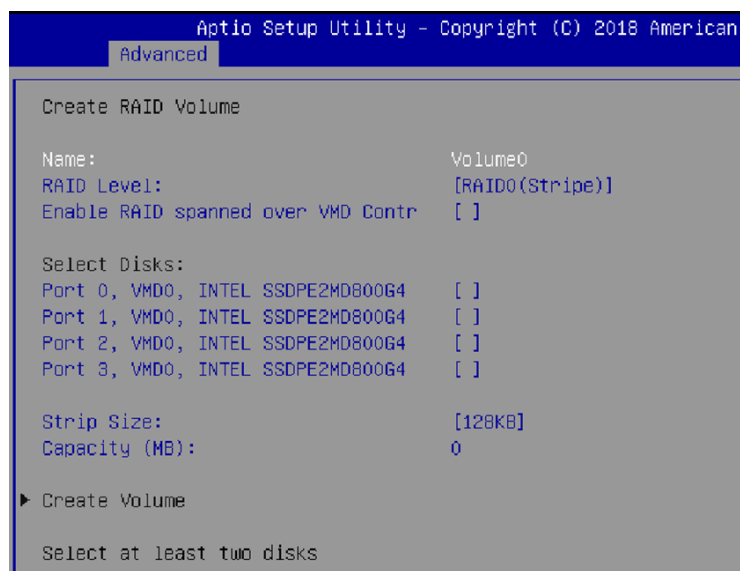 Aptio Setup Utility – Copyright (C) 2018 American
Advanced
Create RAID Volume
Name: Volume0
RAID Level: [RAID0(Stripe)]
Enable RAID spanned over VMD Contr [ ]
Select Disks:
Port 0, VMD0, INTEL SSDPE2MD800G4 [ ]
Port 1, VMD0, INTEL SSDPE2MD800G4 [ ]
Port 2, VMD0, INTEL SSDPE2MD800G4 [ ]
Port 3, VMD0, INTEL SSDPE2MD800G4 [ ]
Strip Size: [128KB]
Capacity (MB): 0
Create Volume
Select at least two disks